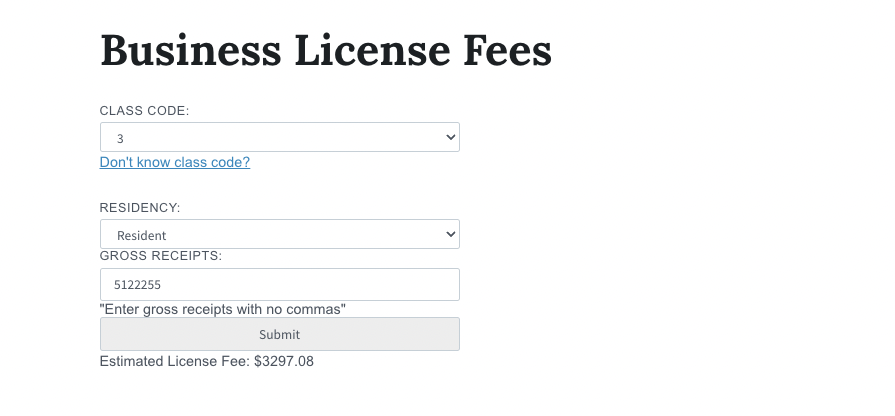 Business License Fees
CLASS CODE:
3
Don't know class code?
RESIDENCY:
Resident
GROSS RECEIPTS:
5122255
"Enter gross receipts with no commas"
Submit
Estimated License Fee: $3297.08